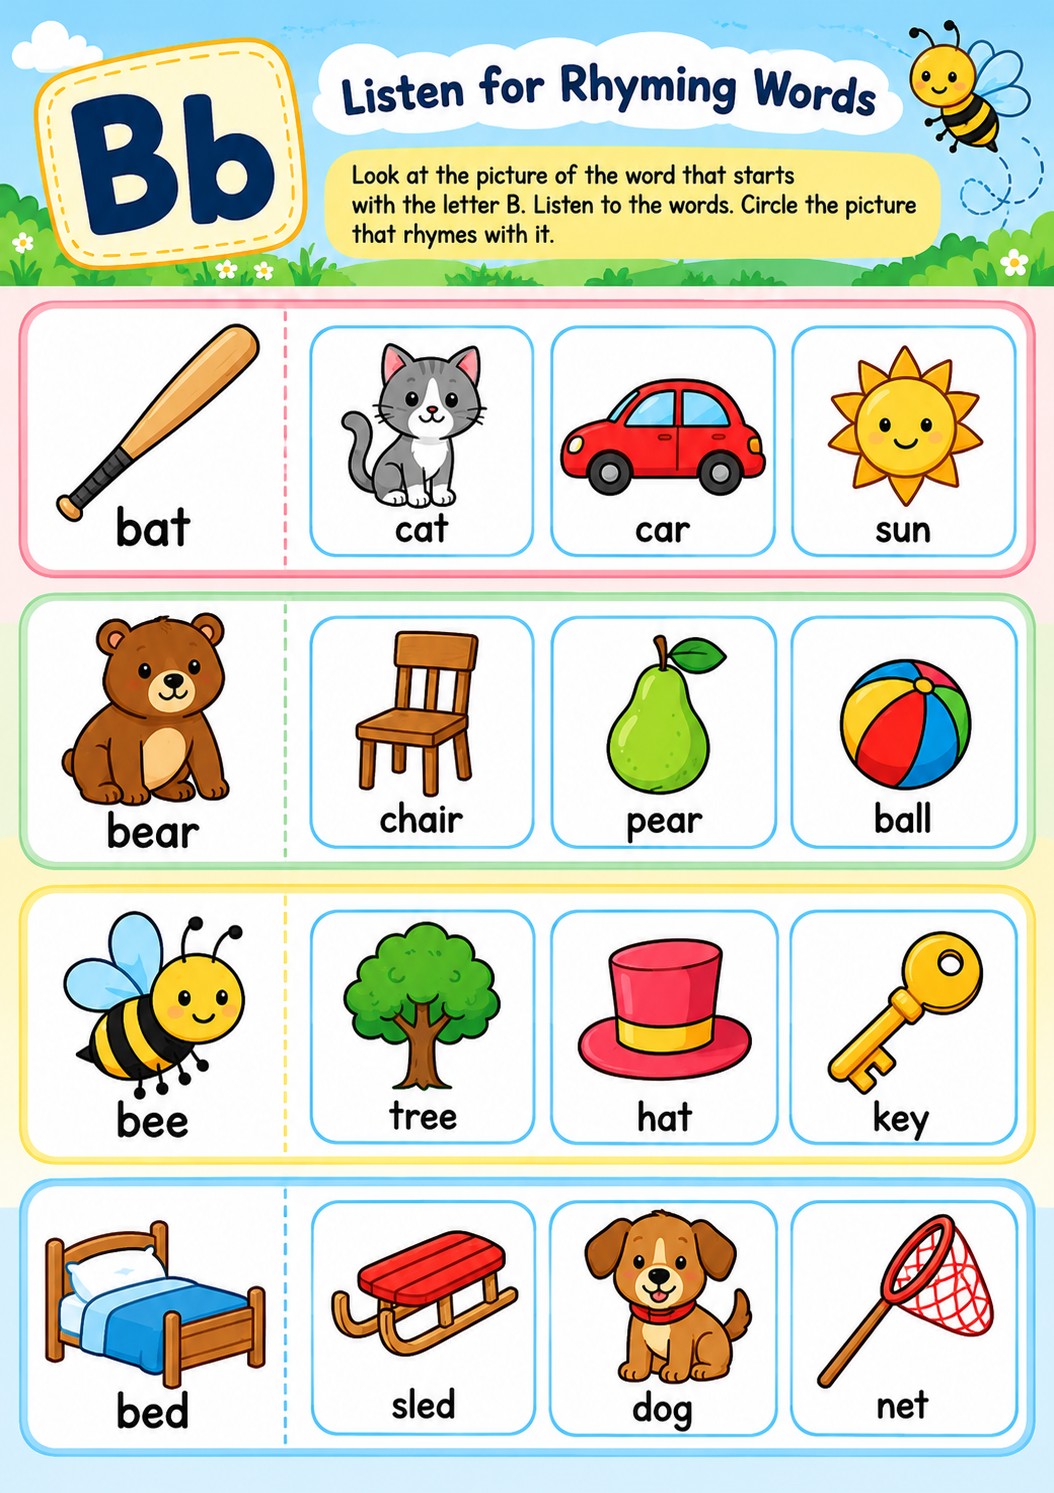 Bb
Listen for Rhyming Words
Look at the picture of the word that starts
with the letter B. Listen to the words. Circle the picture
that rhymes with it.
bat
cat
car
sun
bear
chair
pear
ball
bee
tree
hat
key
bed
sled
dog
net